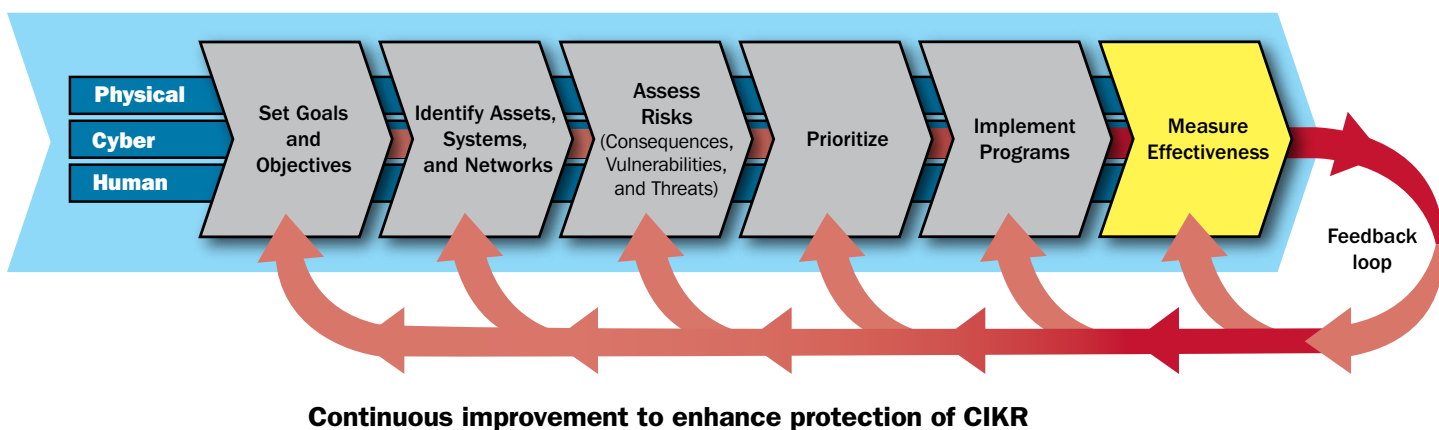 Physical
Cyber
Human
Set Goals
and
Objectives
Identify Assets,
Systems,
and Networks
Assess
Risks
(Consequences,
Vulnerabilities,
and Threats)
Prioritize
Implement
Programs
Measure
Effectiveness
Feedback
loop
Continuous improvement to enhance protection of CIKR